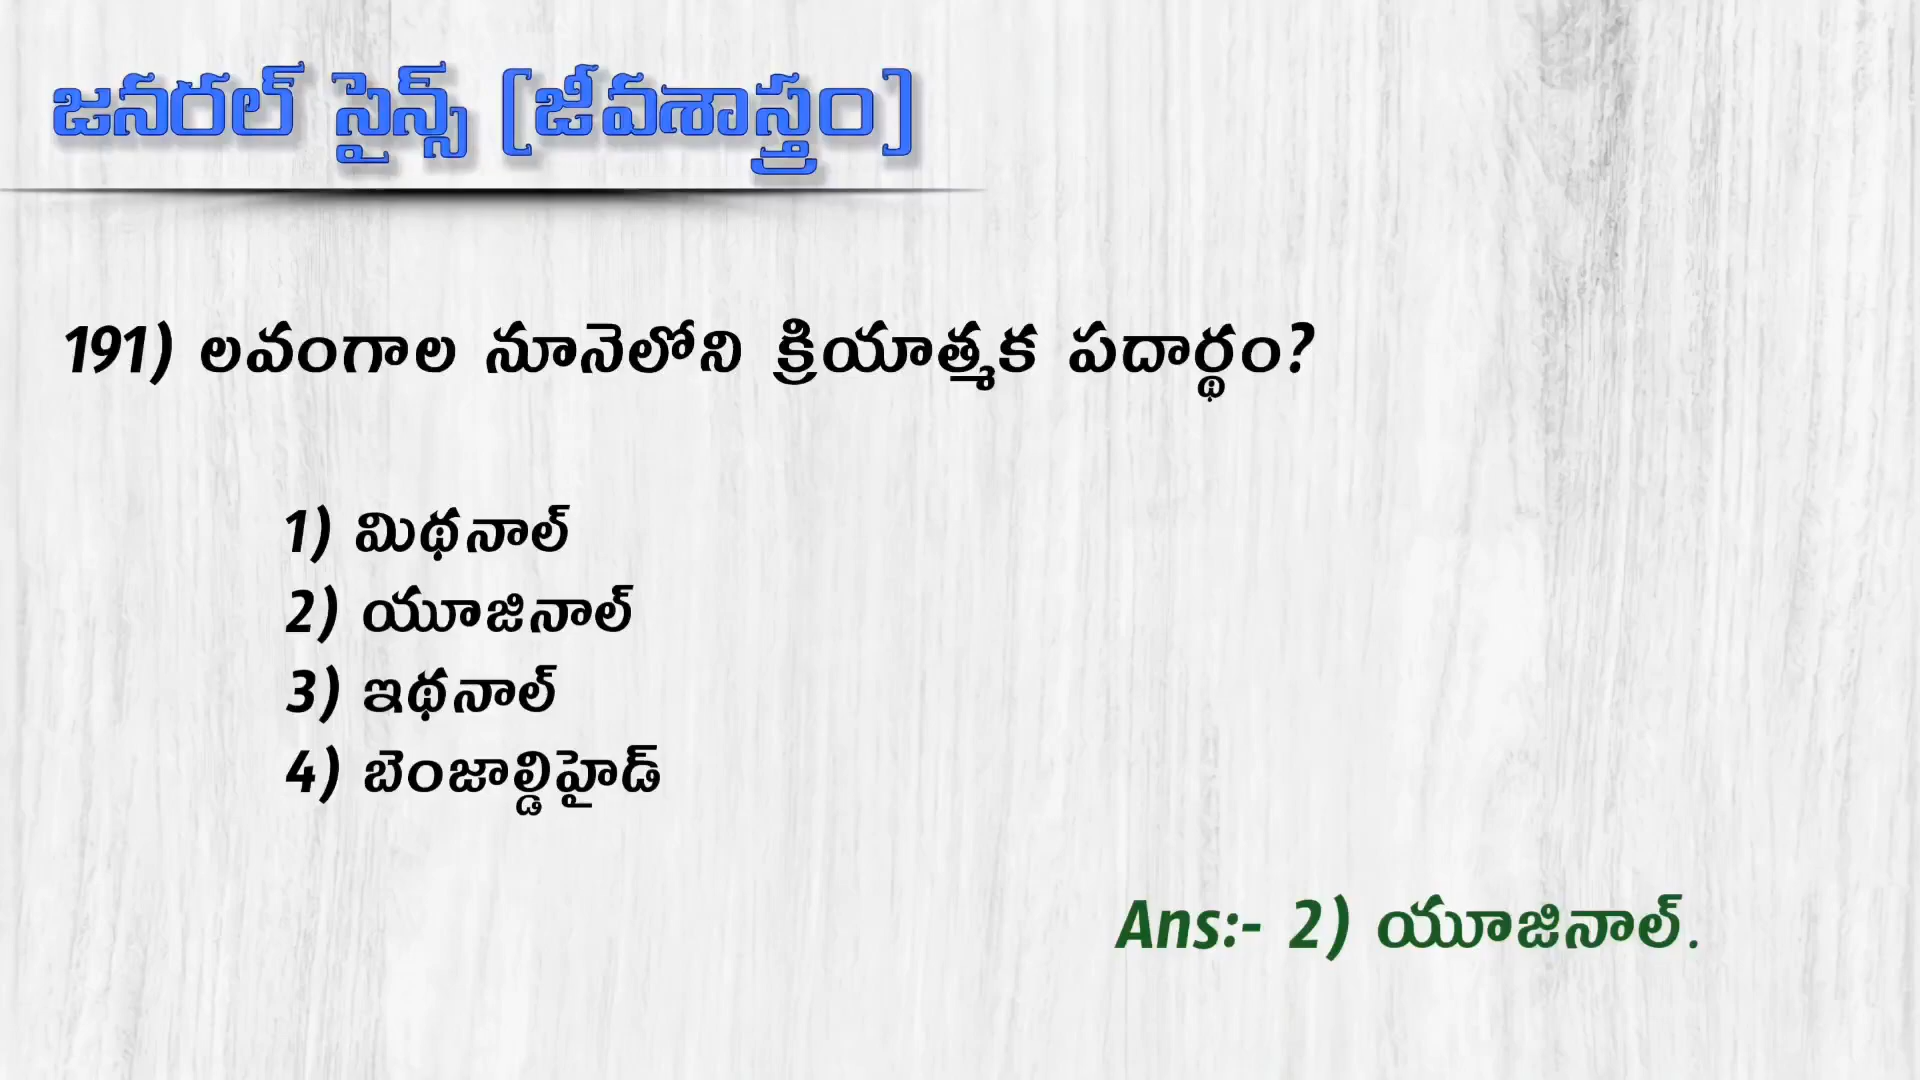 జనరల్ సైన్స్ [జీవశాస్త్రం]
191) లవంగాల నూనెలోని క్రియాత్మక పదార్థం?
1) మిథనాల్
2) యూజినాల్
3) ఇథనాల్
4) బెంజాల్డిహైడ్
Ans:- 2) యూజినాల్.